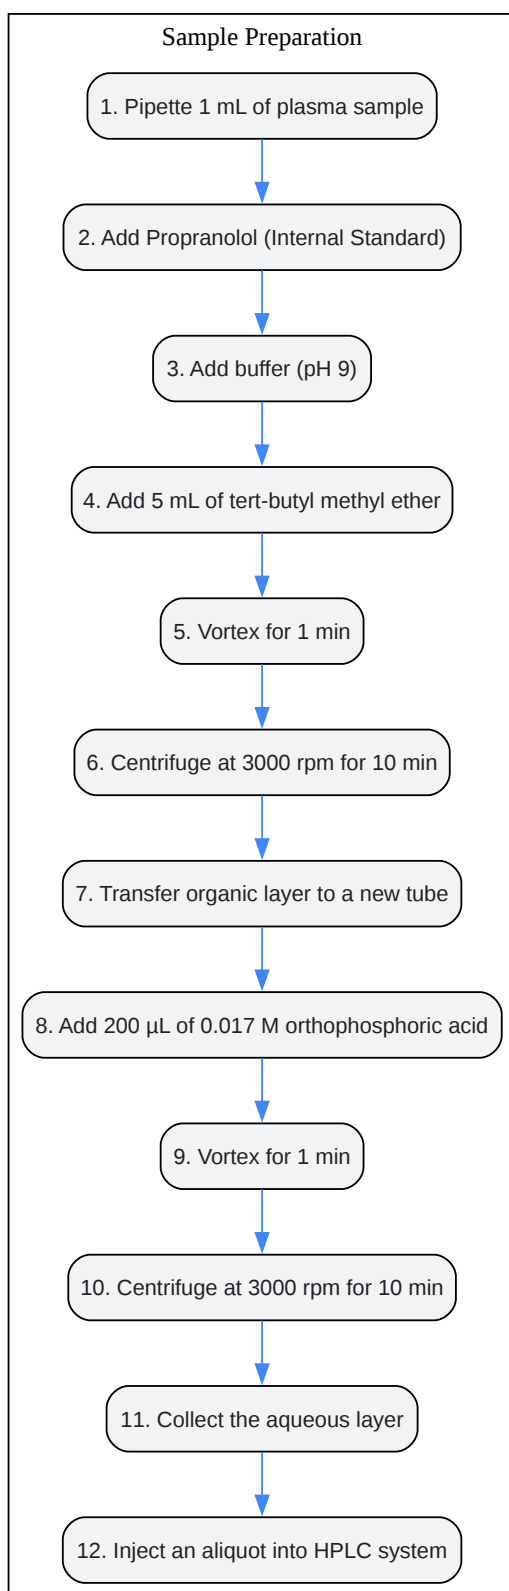 Sample Preparation
1. Pipette 1 mL of plasma sample
2. Add Propranolol (Internal Standard)
3. Add buffer (pH 9)
4. Add 5 mL of tert-butyl methyl ether
5. Vortex for 1 min
6. Centrifuge at 3000 rpm for 10 min
7. Transfer organic layer to a new tube
8. Add 200 µL of 0.017 M orthophosphoric acid
9. Vortex for 1 min
10. Centrifuge at 3000 rpm for 10 min
11. Collect the aqueous layer
12. Inject an aliquot into HPLC system